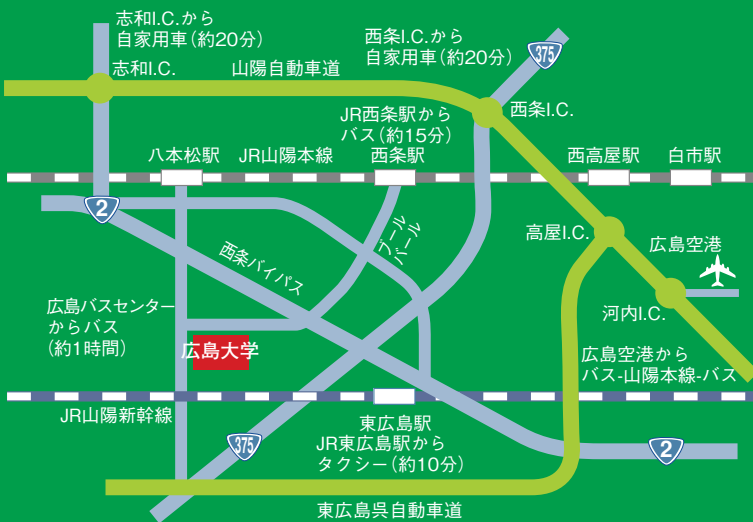 志和I.C.から
自家用車（約20分）
西条I.C.から
自家用車（約20分）
375
志和I.C.
山陽自動車道
JR西条駅から
バス（約15分）
西条I.C.
八本松駅
JR山陽本線
西条駅
西高屋駅
白市駅
2
ブールバール
高屋I.C.
広島空港
西条バイパス
広島バスセンター
からバス
（約1時間）
広島大学
河内I.C.
広島空港から
バス-山陽本線-バス
JR山陽新幹線
東広島駅
JR東広島駅から
タクシー（約10分）
375
2
東広島呉自動車道